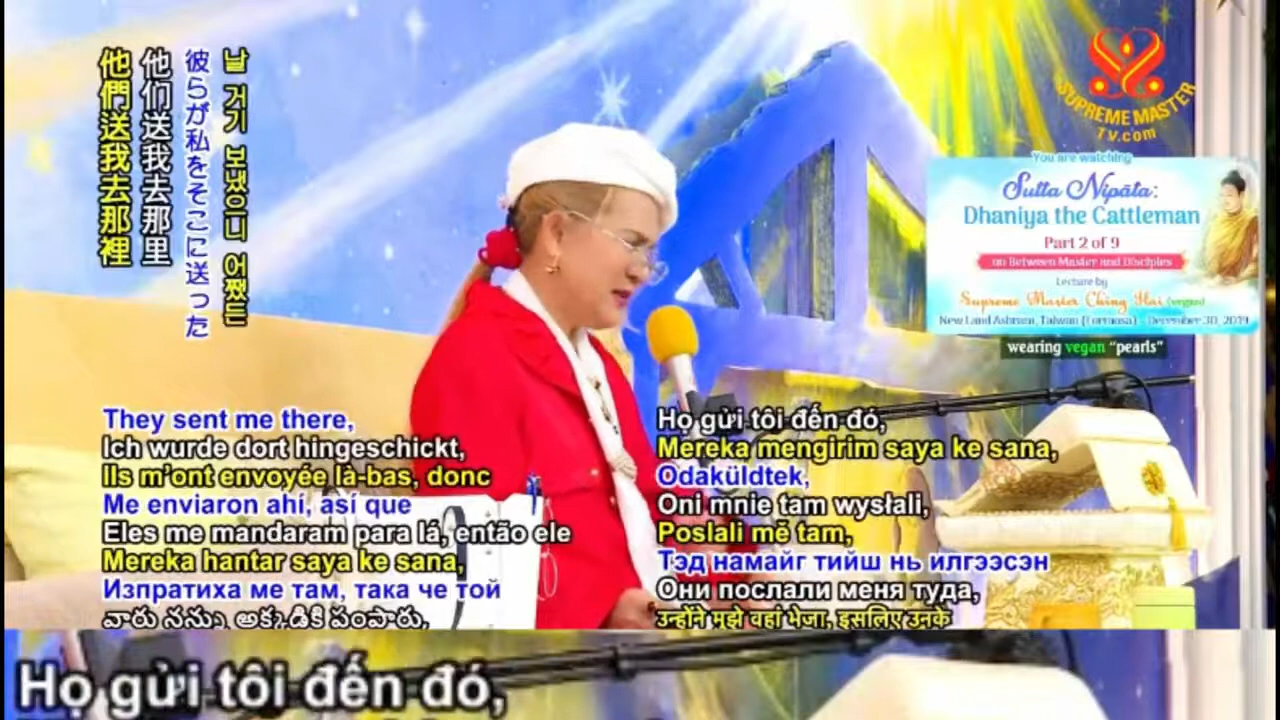 他們送我去那裡
他们送我去那里
彼らが私をそこに送った
날 거기 보냈으니 어쨌든
SUPREME MASTER
TV.com
You are watching
Sutta Nipāta:
Dhaniya the Cattleman
Part 2 of 9
on Between Master and Disciples
Lecture by
Supreme Master Ching Hai (vegan)
New Land Ashram, Taiwan (Formosa) - December 30, 2019
wearing vegan "pearls"
They sent me there,
Ich wurde dort hingeschickt,
Ils m'ont envoyée là-bas, donc
Me enviaron ahí, así que
Eles me mandaram para lá, então ele
Mereka hantar saya ke sana,
Изпратиха ме там, така че той
వారు నన్ను అక్కడికి పంపారు,
Họ gửi tôi đến đó,
Mereka mengirim saya ke sana,
Odaküldtek,
Oni mnie tam wysłali,
Poslali mě tam,
Тэд намайг тийш нь илгээсэн
Они послали меня туда,
उन्होंने मुझे वहां भेजा, इसलिए उनके
Họ gửi tôi đến đó,